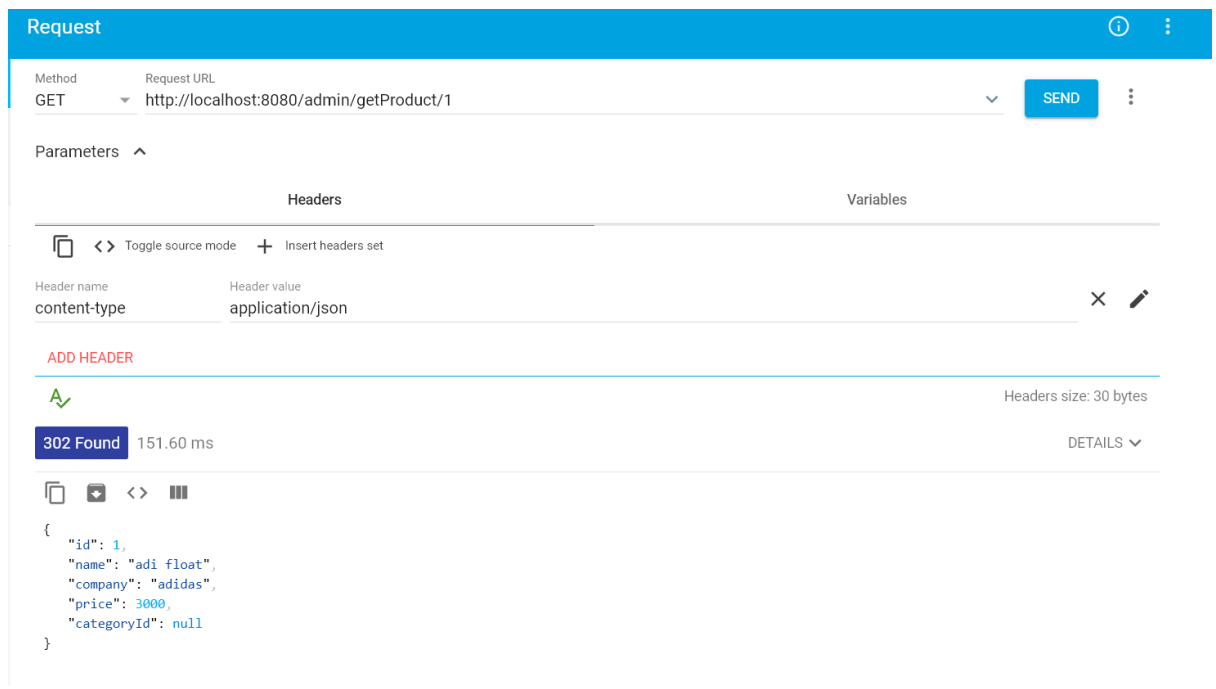 Request
Method
Request URL
GET
http://localhost:8080/admin/getProduct/1
SEND
Parameters
Headers
Variables
Toggle source mode
Insert headers set
Header name
Header value
content-type
application/json
ADD HEADER
Headers size: 30 bytes
302 Found
151.60 ms
DETAILS
{
"id": 1,
"name": "adi float",
"company": "adidas",
"price": 3000,
"categoryId": null
}